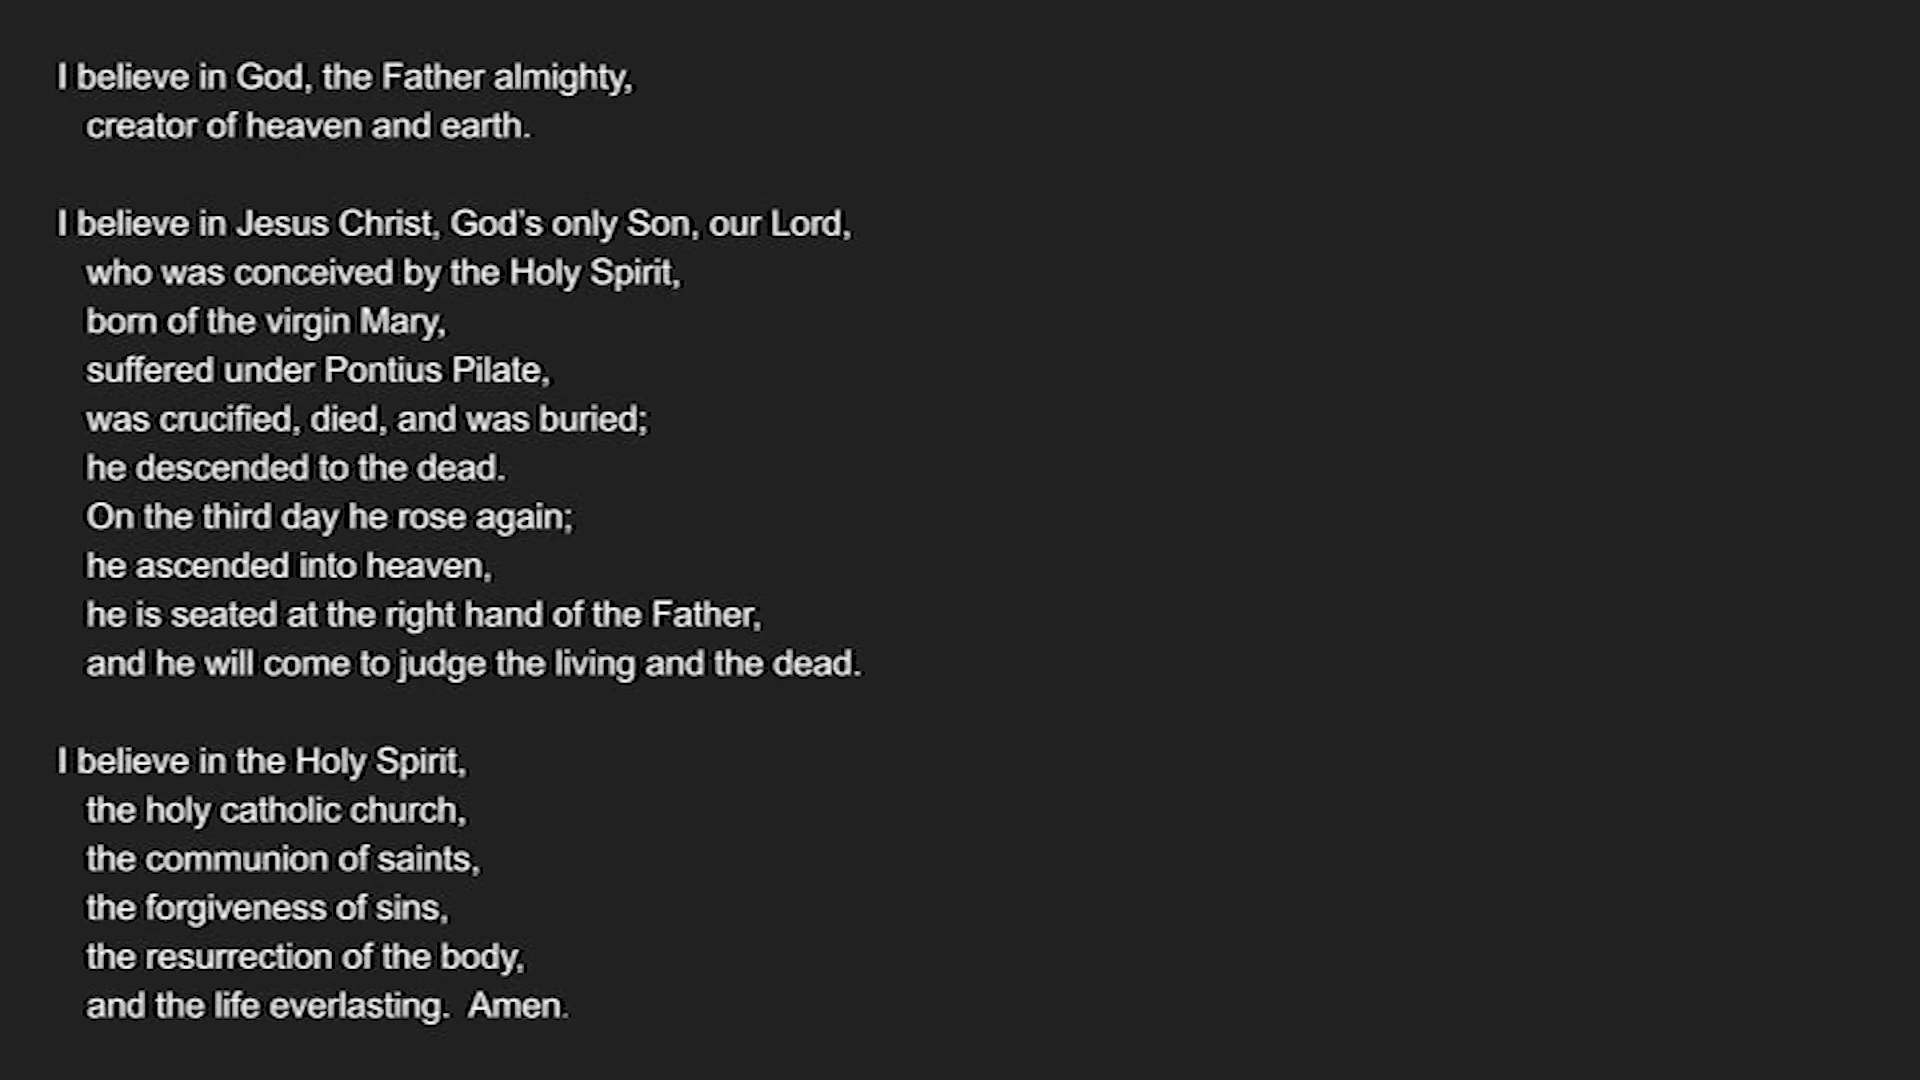 I believe in God, the Father almighty,
creator of heaven and earth.
I believe in Jesus Christ, God's only Son, our Lord,
who was conceived by the Holy Spirit,
born of the virgin Mary,
suffered under Pontius Pilate,
was crucified, died, and was buried;
he descended to the dead.
On the third day he rose again;
he ascended into heaven,
he is seated at the right hand of the Father,
and he will come to judge the living and the dead.
I believe in the Holy Spirit,
the holy catholic church,
the communion of saints,
the forgiveness of sins,
the resurrection of the body,
and the life everlasting.  Amen.